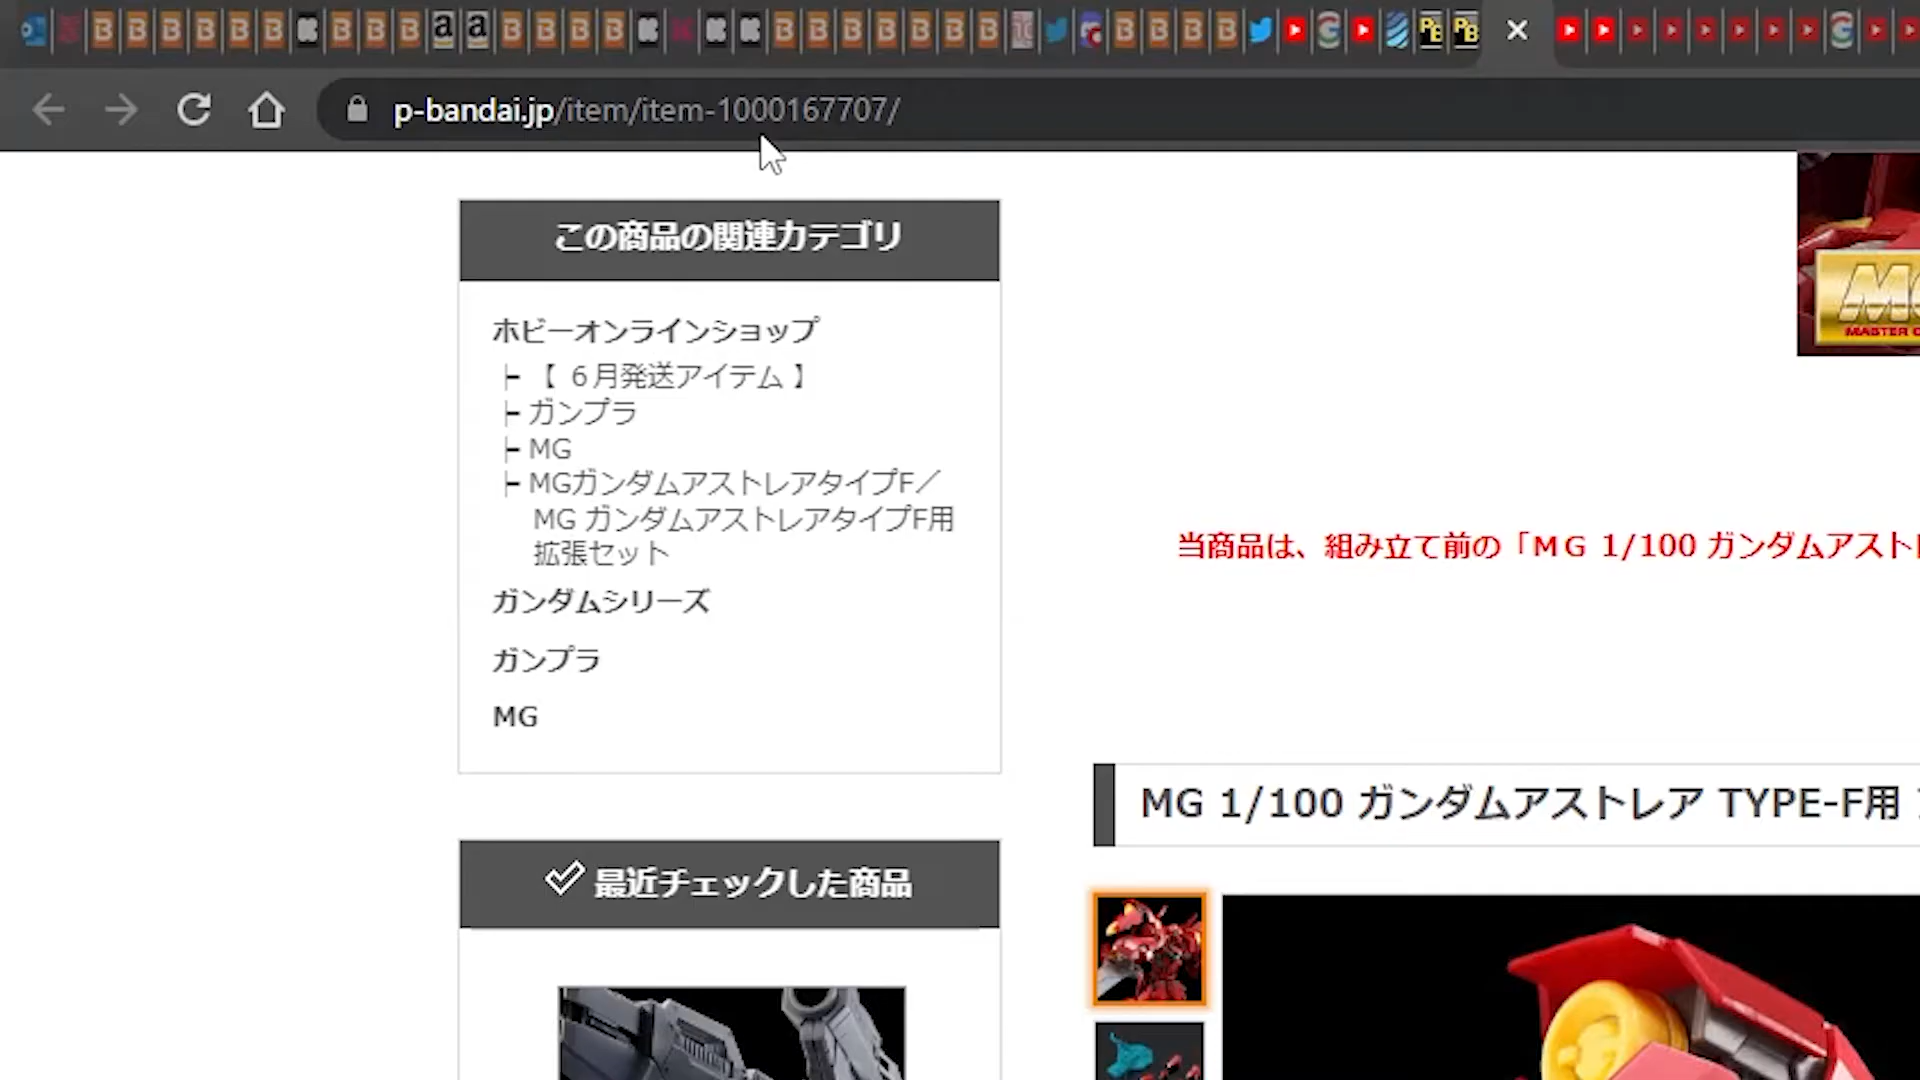 p-bandai.jp/item/item-1000167707/
この商品の関連カテゴリ
ホビーオンラインショップ
├ 【 ６月発送アイテム 】
├ ガンプラ
├ MG
├ MGガンダムアストレアタイプF／
MG ガンダムアストレアタイプF用
拡張セット
ガンダムシリーズ
ガンプラ
MG
最近チェックした商品
MASTER
当商品は、組み立て前の「ＭＧ 1/100 ガンダムアスト
MG 1/100 ガンダムアストレア TYPE-F用